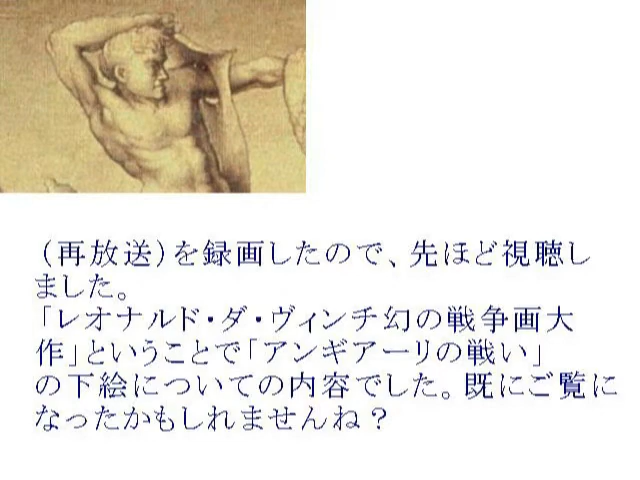 （再放送）を録画したので、先ほど視聴し
ました。
「レオナルド・ダ・ヴィンチ幻の戦争画大
作」ということで「アンギアーリの戦い」
の下絵についての内容でした。既にご覧に
なったかもしれませんね？